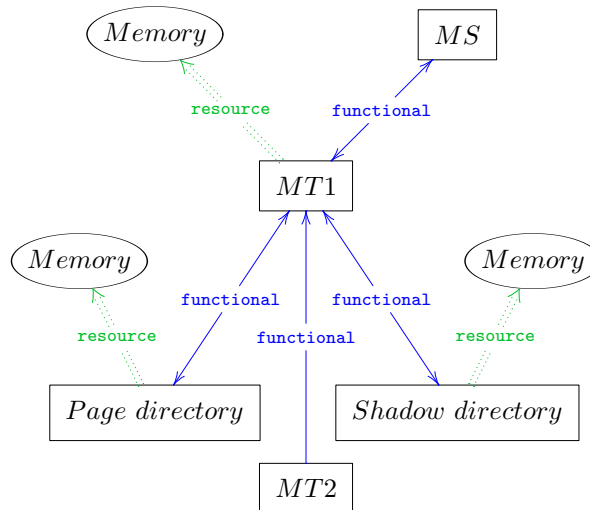 Memory
MS
resource
functional
MT1
Memory
Memory
functional
functional
resource
functional
resource
Page directory
Shadow directory
MT2